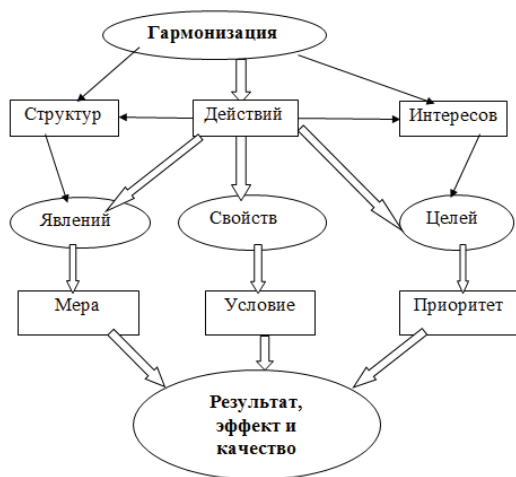 Гармонизация
Структур
Действий
Интересов
Явлений
Свойств
Целей
Мера
Условие
Приоритет
Результат,
эффект и
качество